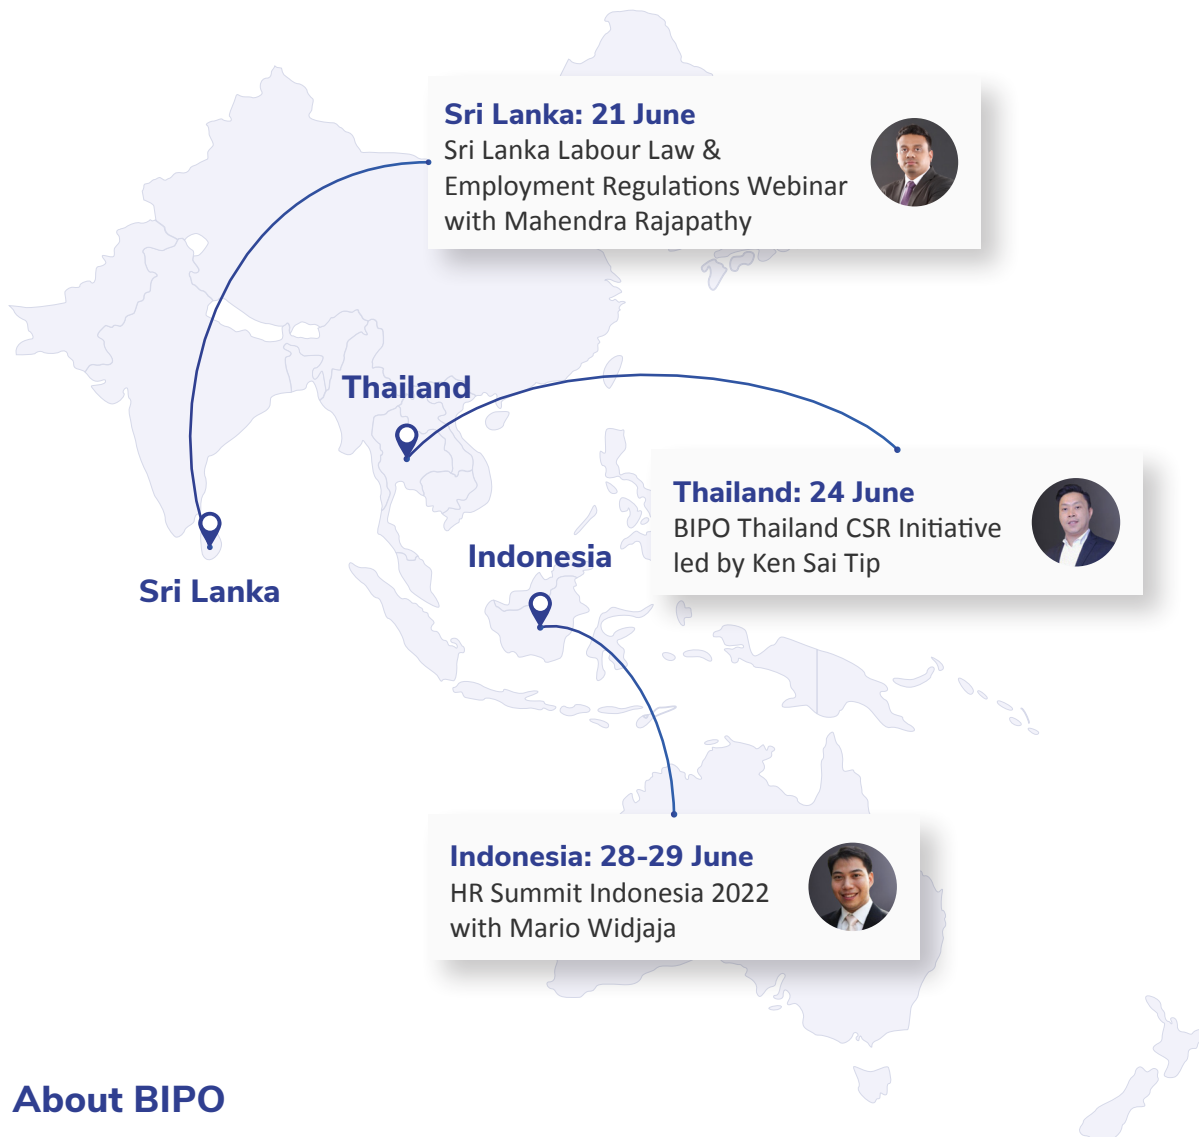 Sri Lanka: 21 June
Sri Lanka Labour Law &
Employment Regulations Webinar
with Mahendra Rajapathy
Thailand
Thailand: 24 June
BIPO Thailand CSR Initiative
led by Ken Sai Tip
Indonesia
Sri Lanka
Indonesia: 28-29 June
HR Summit Indonesia 2022
with Mario Widjaja
About BIPO